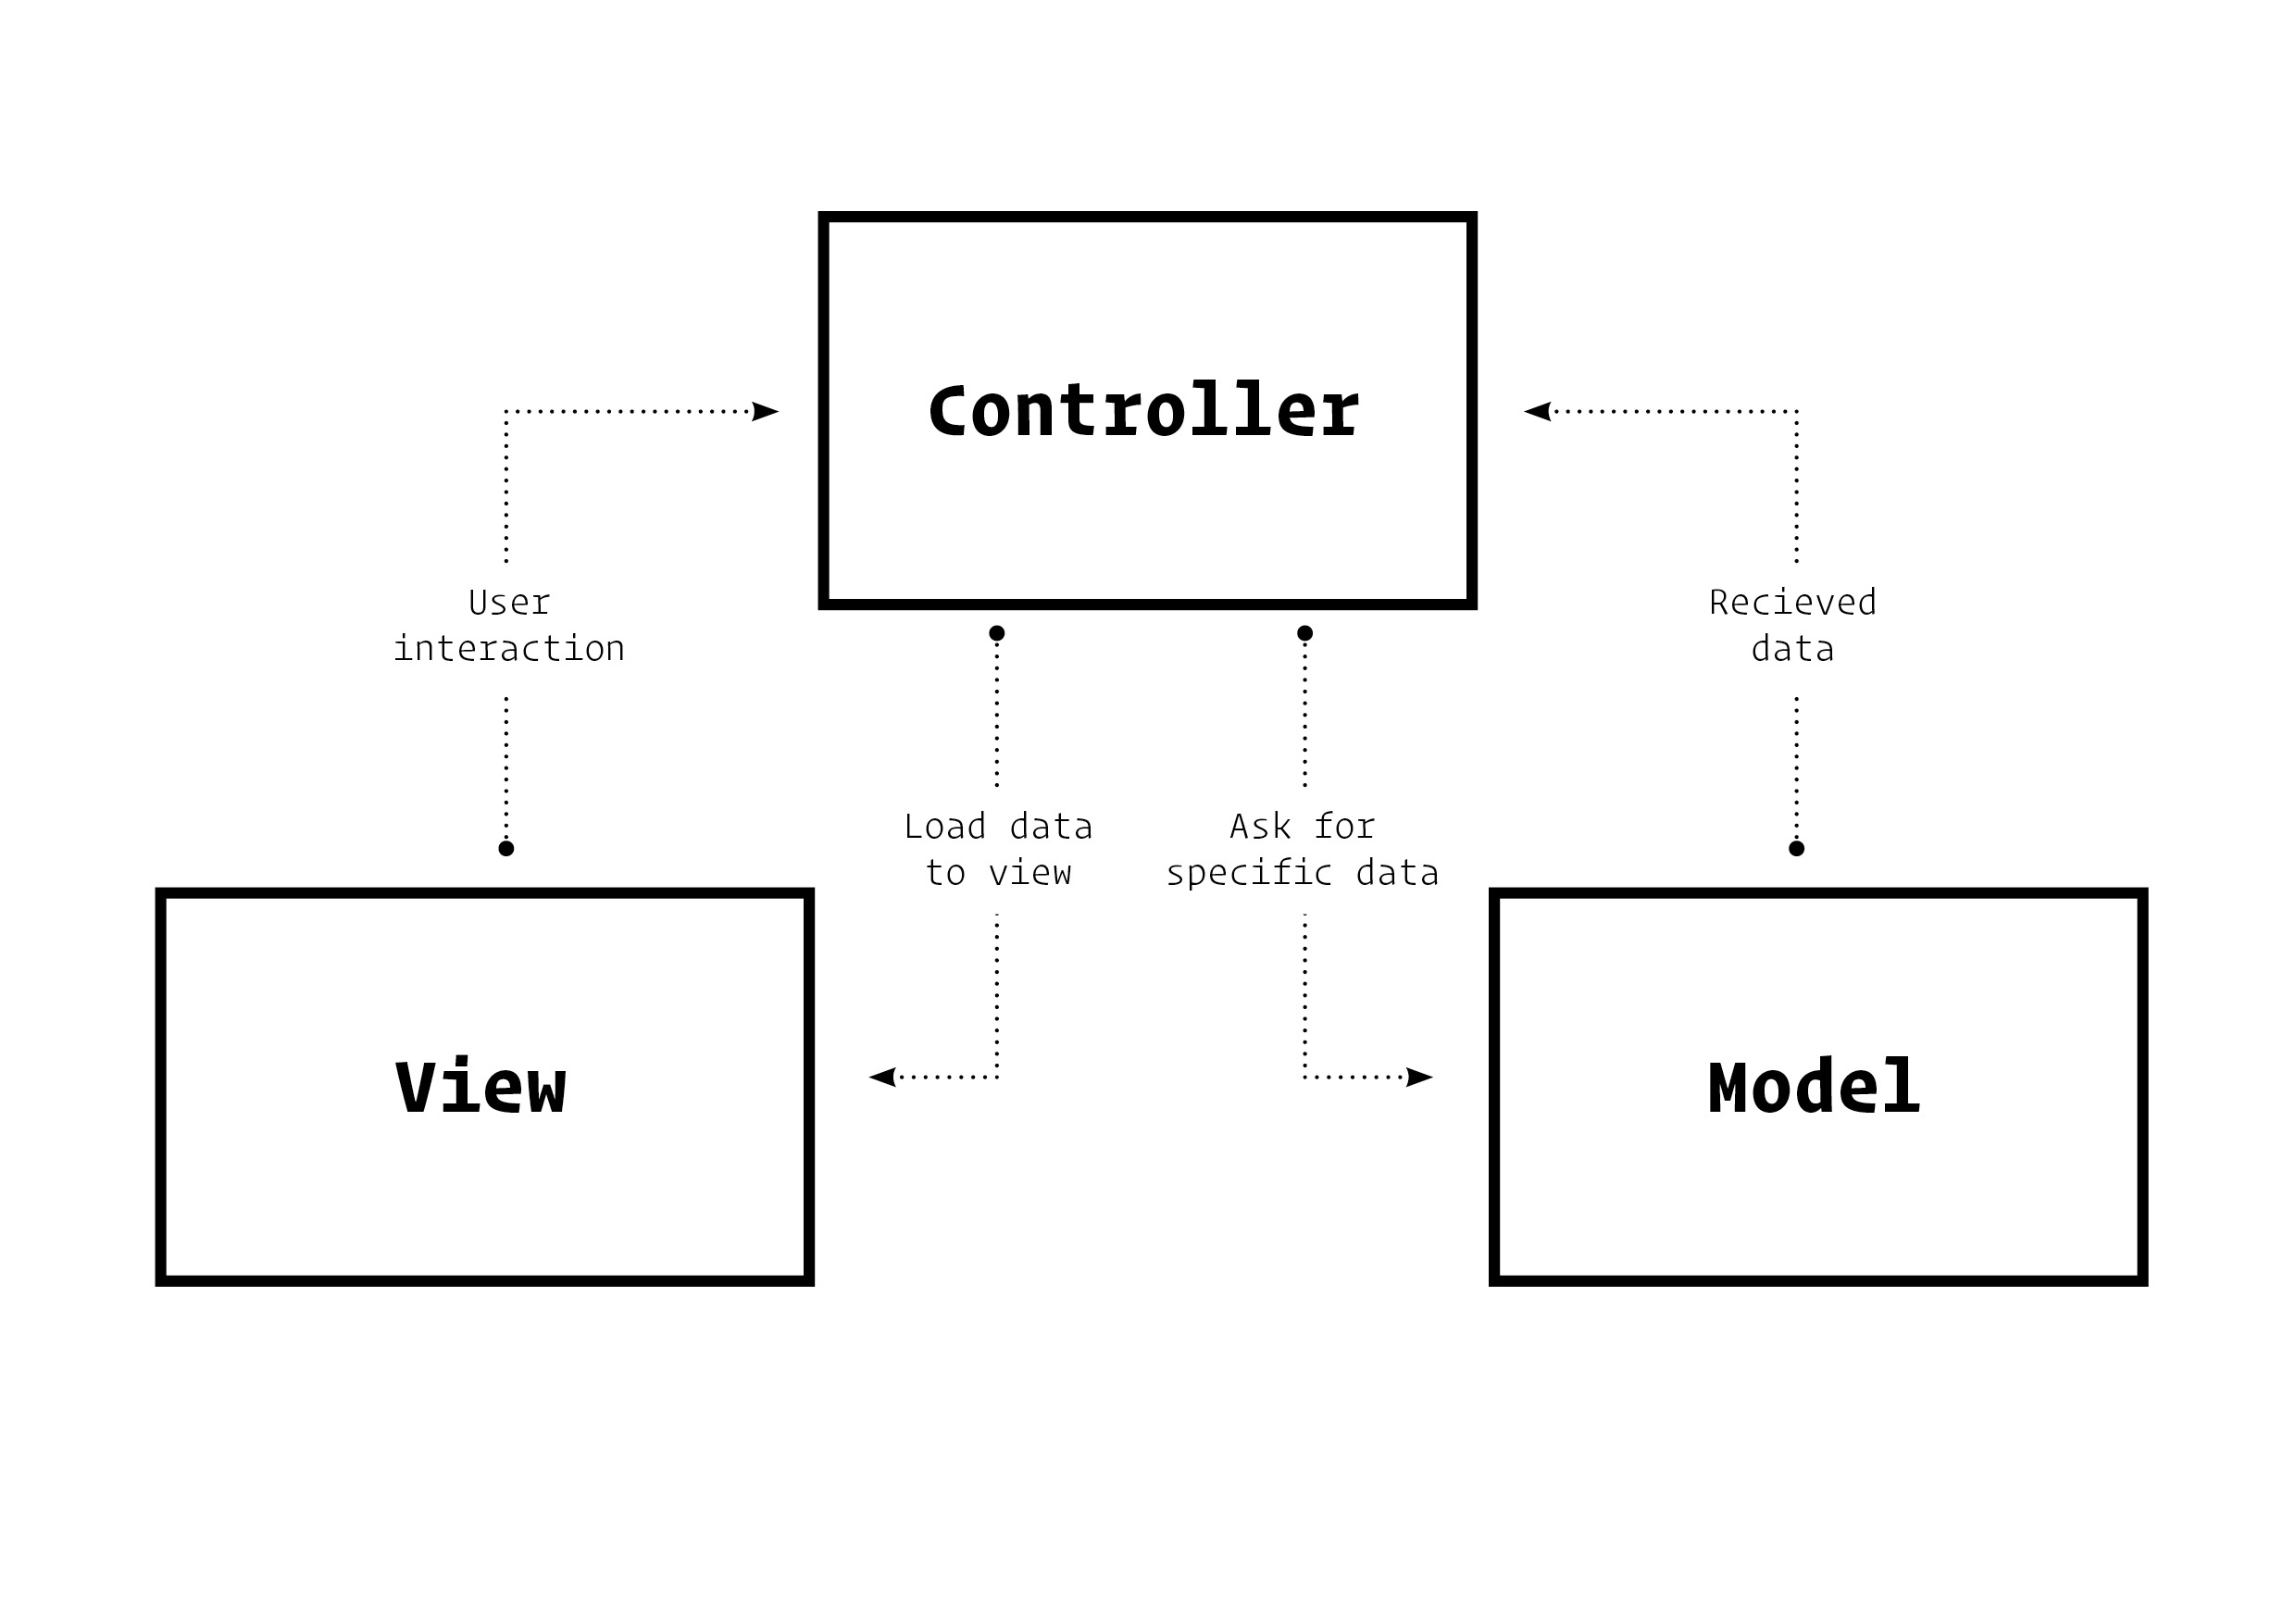 Controller
User
interaction
Recieved
data
Load data
to view
Ask for
specific data
View
Model